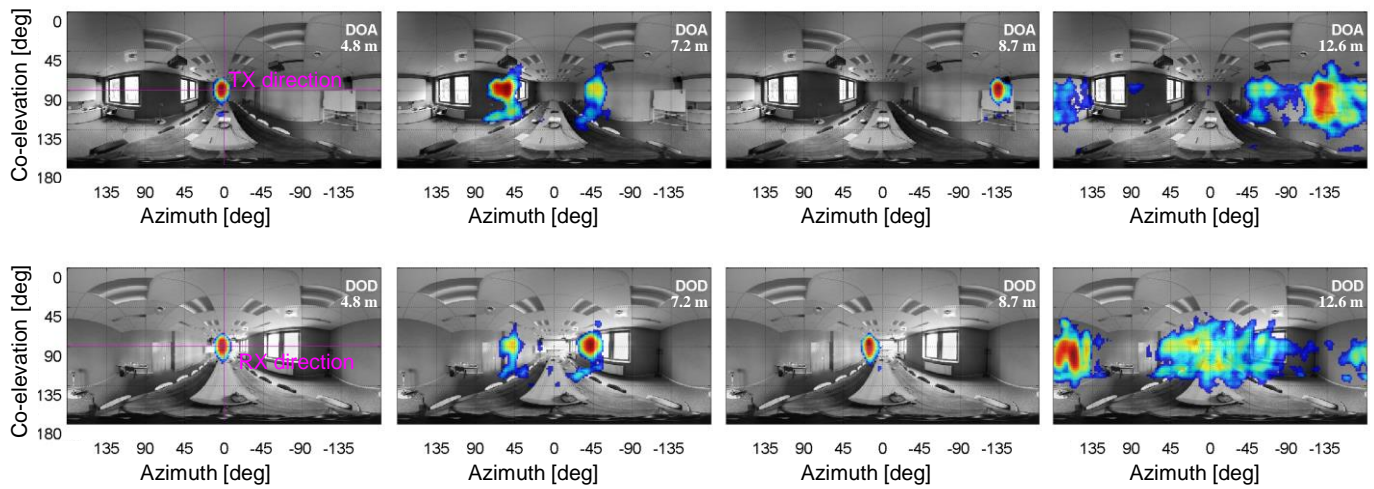 Co-elevation [deg]
0
45
90
135
180
DOA
4.8 m
TX direction
DOA
7.2 m
DOA
8.7 m
DOA
12.6 m
135 90 45 0 -45 -90 -135
135 90 45 0 -45 -90 -135
135 90 45 0 -45 -90 -135
135 90 45 0 -45 -90 -135
Azimuth [deg]
Azimuth [deg]
Azimuth [deg]
Azimuth [deg]
Co-elevation [deg]
0
45
90
135
180
DOD
4.8 m
RX direction
DOD
7.2 m
DOD
8.7 m
DOD
12.6 m
135 90 45 0 -45 -90 -135
135 90 45 0 -45 -90 -135
135 90 45 0 -45 -90 -135
135 90 45 0 -45 -90 -135
Azimuth [deg]
Azimuth [deg]
Azimuth [deg]
Azimuth [deg]